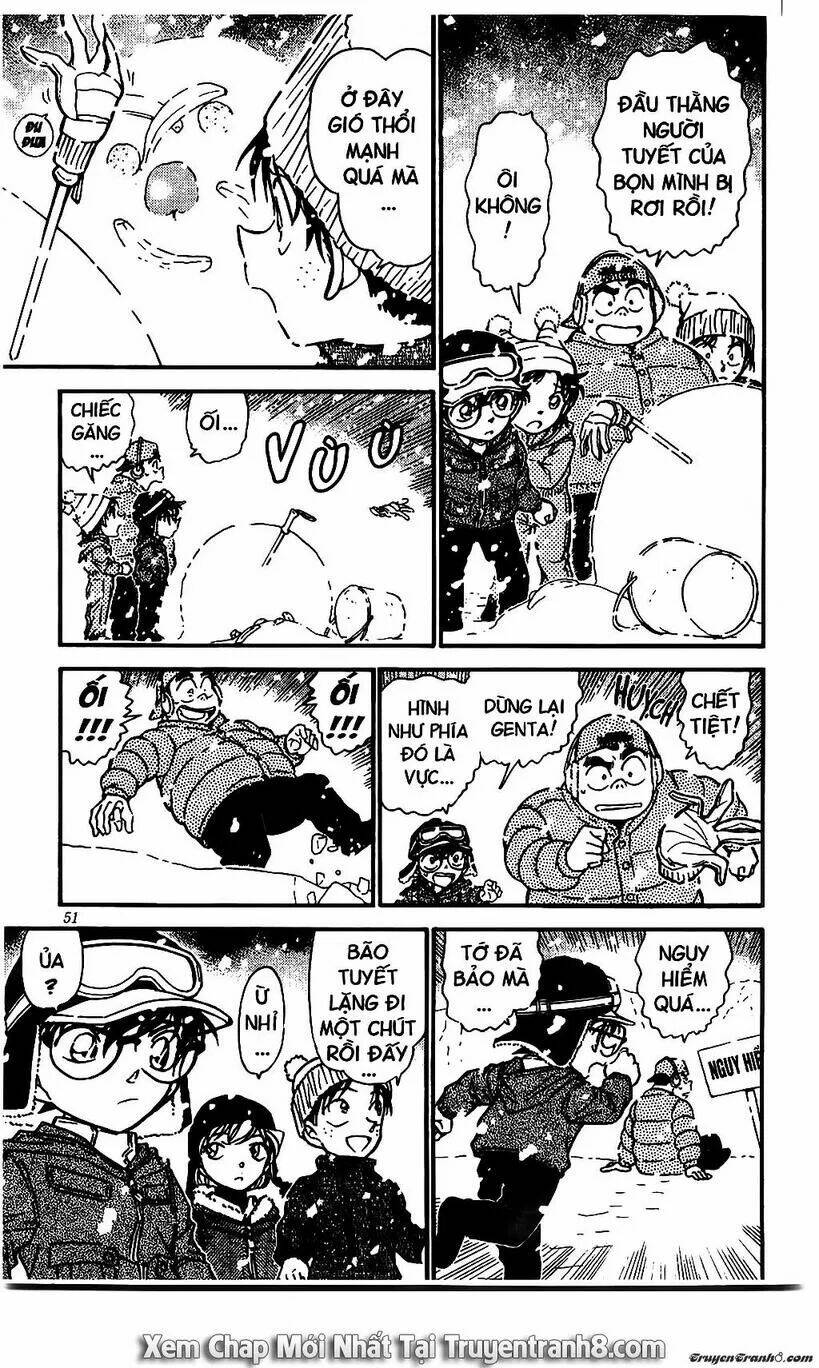 ĐẦU THẰNG
NGƯỜI
TUYẾT CỦA
BỌN MÌNH BỊ
RƠI RỒI!
ÔI
KHÔNG
!
Ở ĐÂY
GIÓ THỔI
MẠNH
QUÁ MÀ
...
ĐU
ĐƯA
VÙ Ù
ỐI...
CHIẾC
GĂNG
...
CHẾT
TIỆT!
HUỴCH
DỪNG LẠI
GENTA!
HÌNH
NHƯ PHÍA
ĐÓ LÀ
VỰC...
ỐI
!!!
ỐI
!!!
51
NGUY
HIỂM
QUÁ...
TỚ ĐÃ
BẢO MÀ
...
NGUY HIỂ
BÃO
TUYẾT
LẶNG ĐI
MỘT CHÚT
RỒI ĐẤY
...
Ừ
NHỈ
...
ỦA
?
Xem Chap Mới Nhất Tại Truyentranh8.com
TruyenTranh8.com